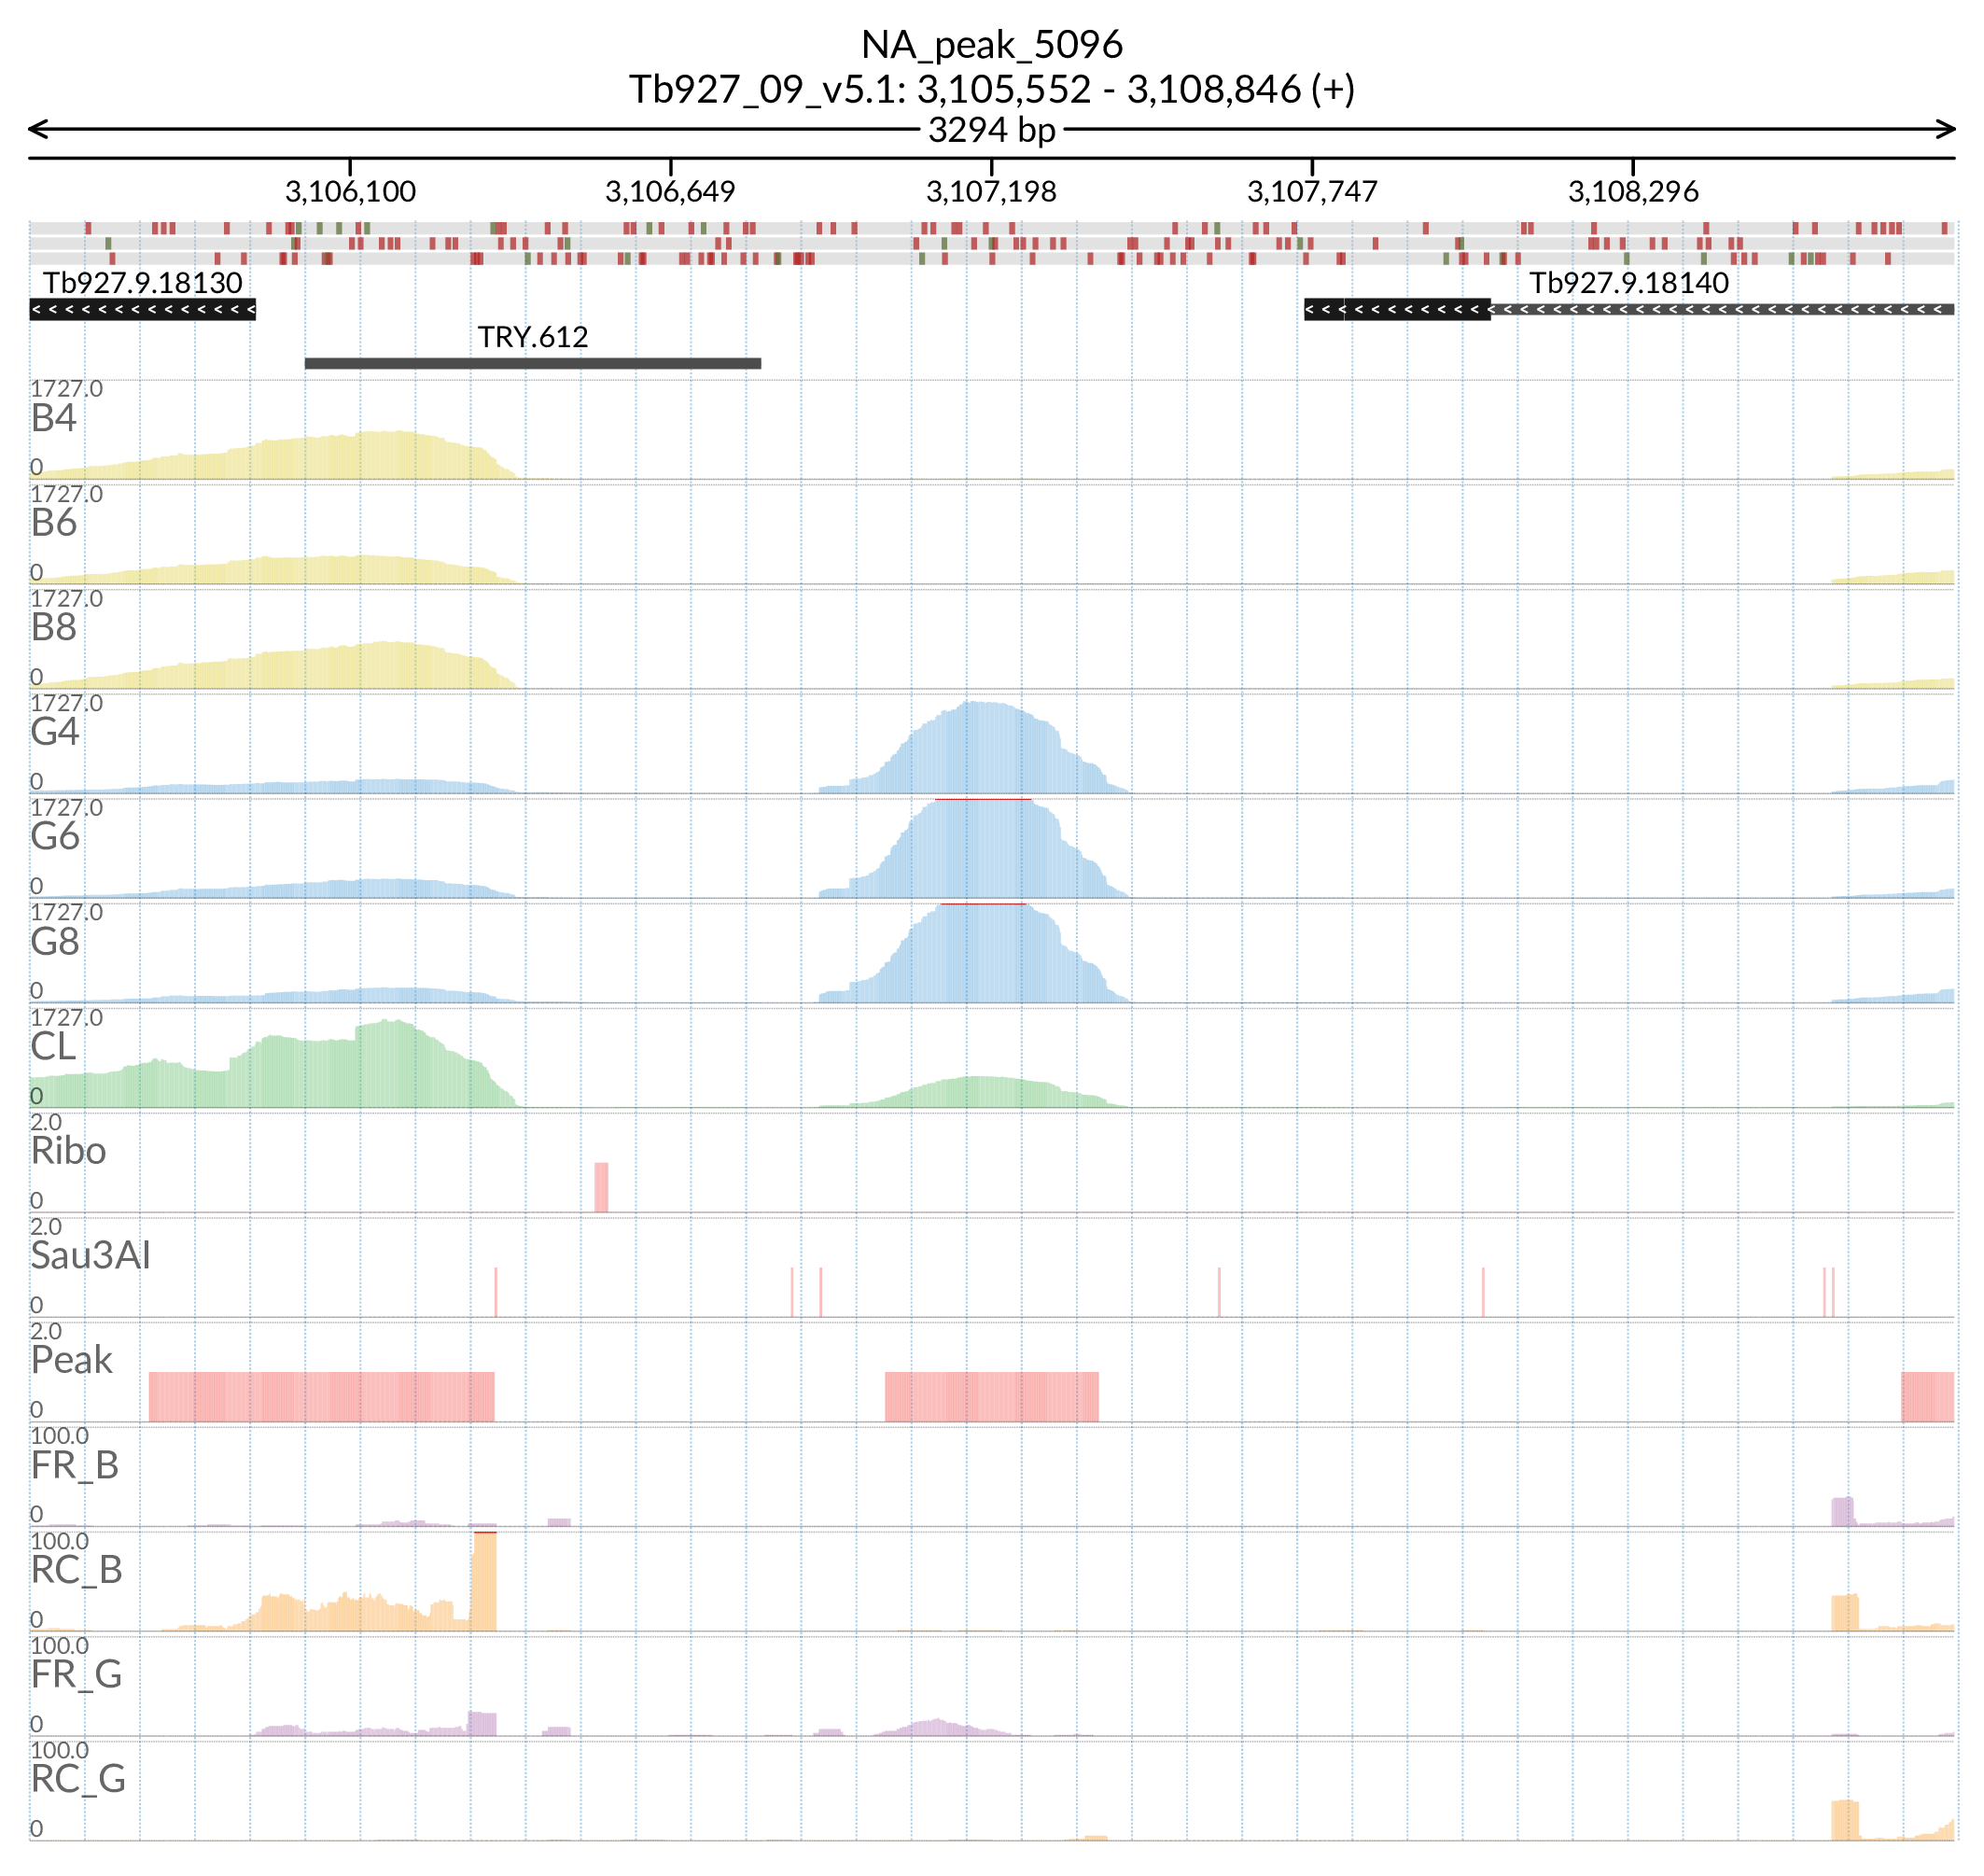 NA_peak_5096
Tb927_09_v5.1: 3,105,552 - 3,108,846 (+)
3294 bp
3,106,100 3,106,649 3,107,198 3,107,747 3,108,296
Tb927.9.18130 Tb927.9.18140
TRY.612
1727.0
B4
0
1727.0
B6
0
1727.0
B8
0
1727.0
G4
0
1727.0
G6
0
1727.0
G8
0
1727.0
CL
0
2.0
Ribo
0
2.0
Sau3AI
0
2.0
Peak
0
100.0
FR_B
0
100.0
RC_B
0
100.0
FR_G
0
100.0
RC_G
0